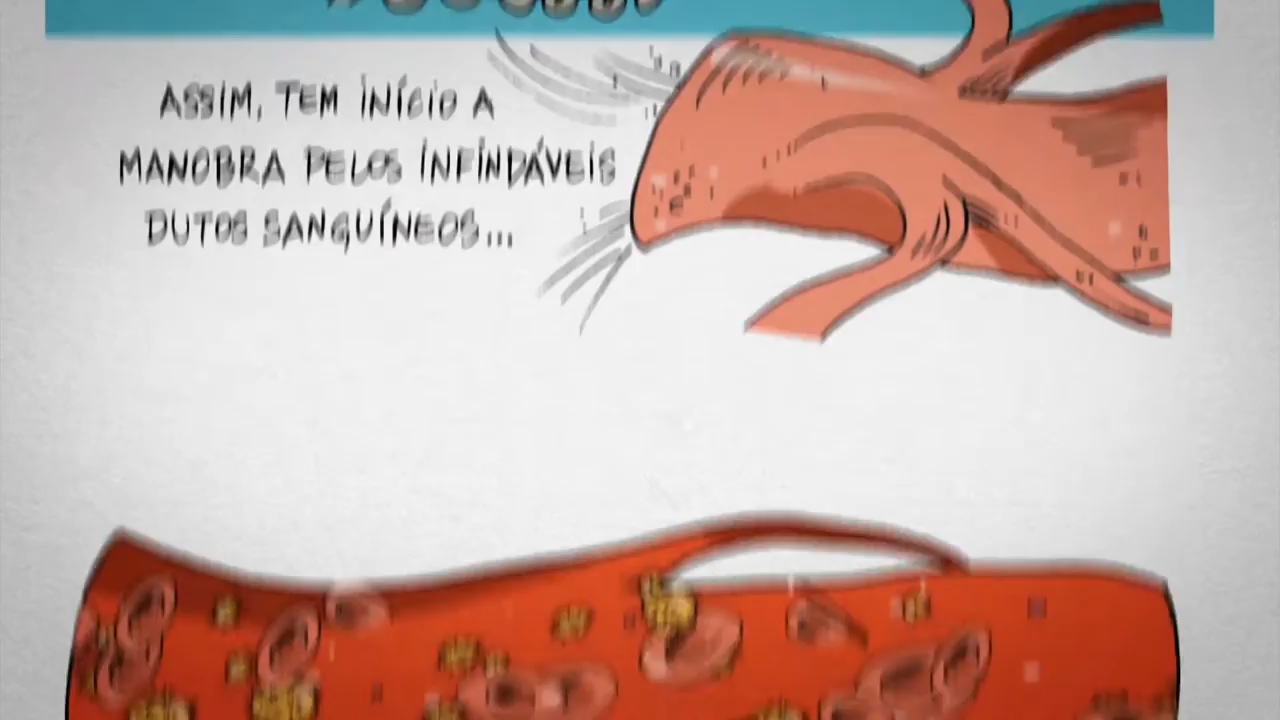 ASSIM, TEM INÍCIO A
MANOBRA PELOS INFINDÁVEIS
DUTOS SANGUÍNEOS...